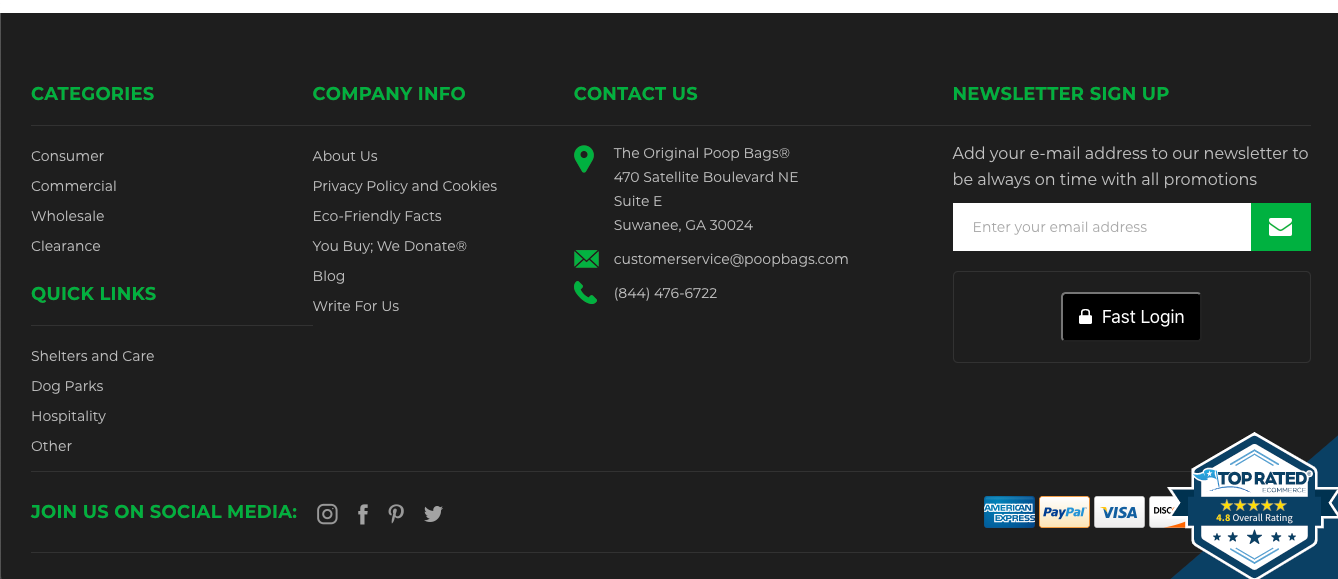 CATEGORIES
Consumer
Commercial
Wholesale
Clearance
QUICK LINKS
Shelters and Care
Dog Parks
Hospitality
Other
COMPANY INFO
About Us
Privacy Policy and Cookies
Eco-Friendly Facts
You Buy; We Donate®
Blog
Write For Us
CONTACT US
The Original Poop Bags®
470 Satellite Boulevard NE
Suite E
Suwanee, GA 30024
customerservice@poopbags.com
(844) 476-6722
NEWSLETTER SIGN UP
Add your e-mail address to our newsletter to
be always on time with all promotions
Enter your email address
Fast Login
JOIN US ON SOCIAL MEDIA:
AMERICAN
EXPRESS
PayPal
VISA
DISC
TOP RATED®
ECOMMERCE
4.8 Overall Rating